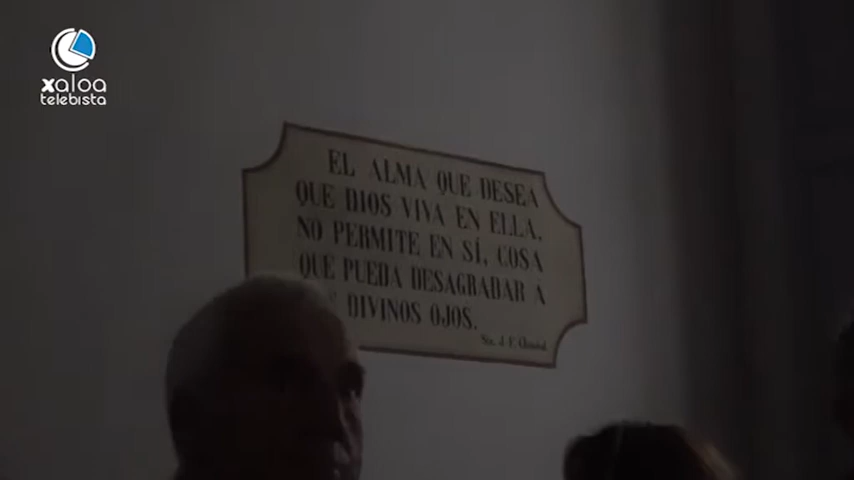 xaloa
telebista
EL ALMA QUE DESEA
QUE DIOS VIVA EN ELLA,
NO PERMITE EN SÍ, COSA
QUE PUEDA DESAGRADAR A
DIVINOS OJOS.
Sta. J. F.